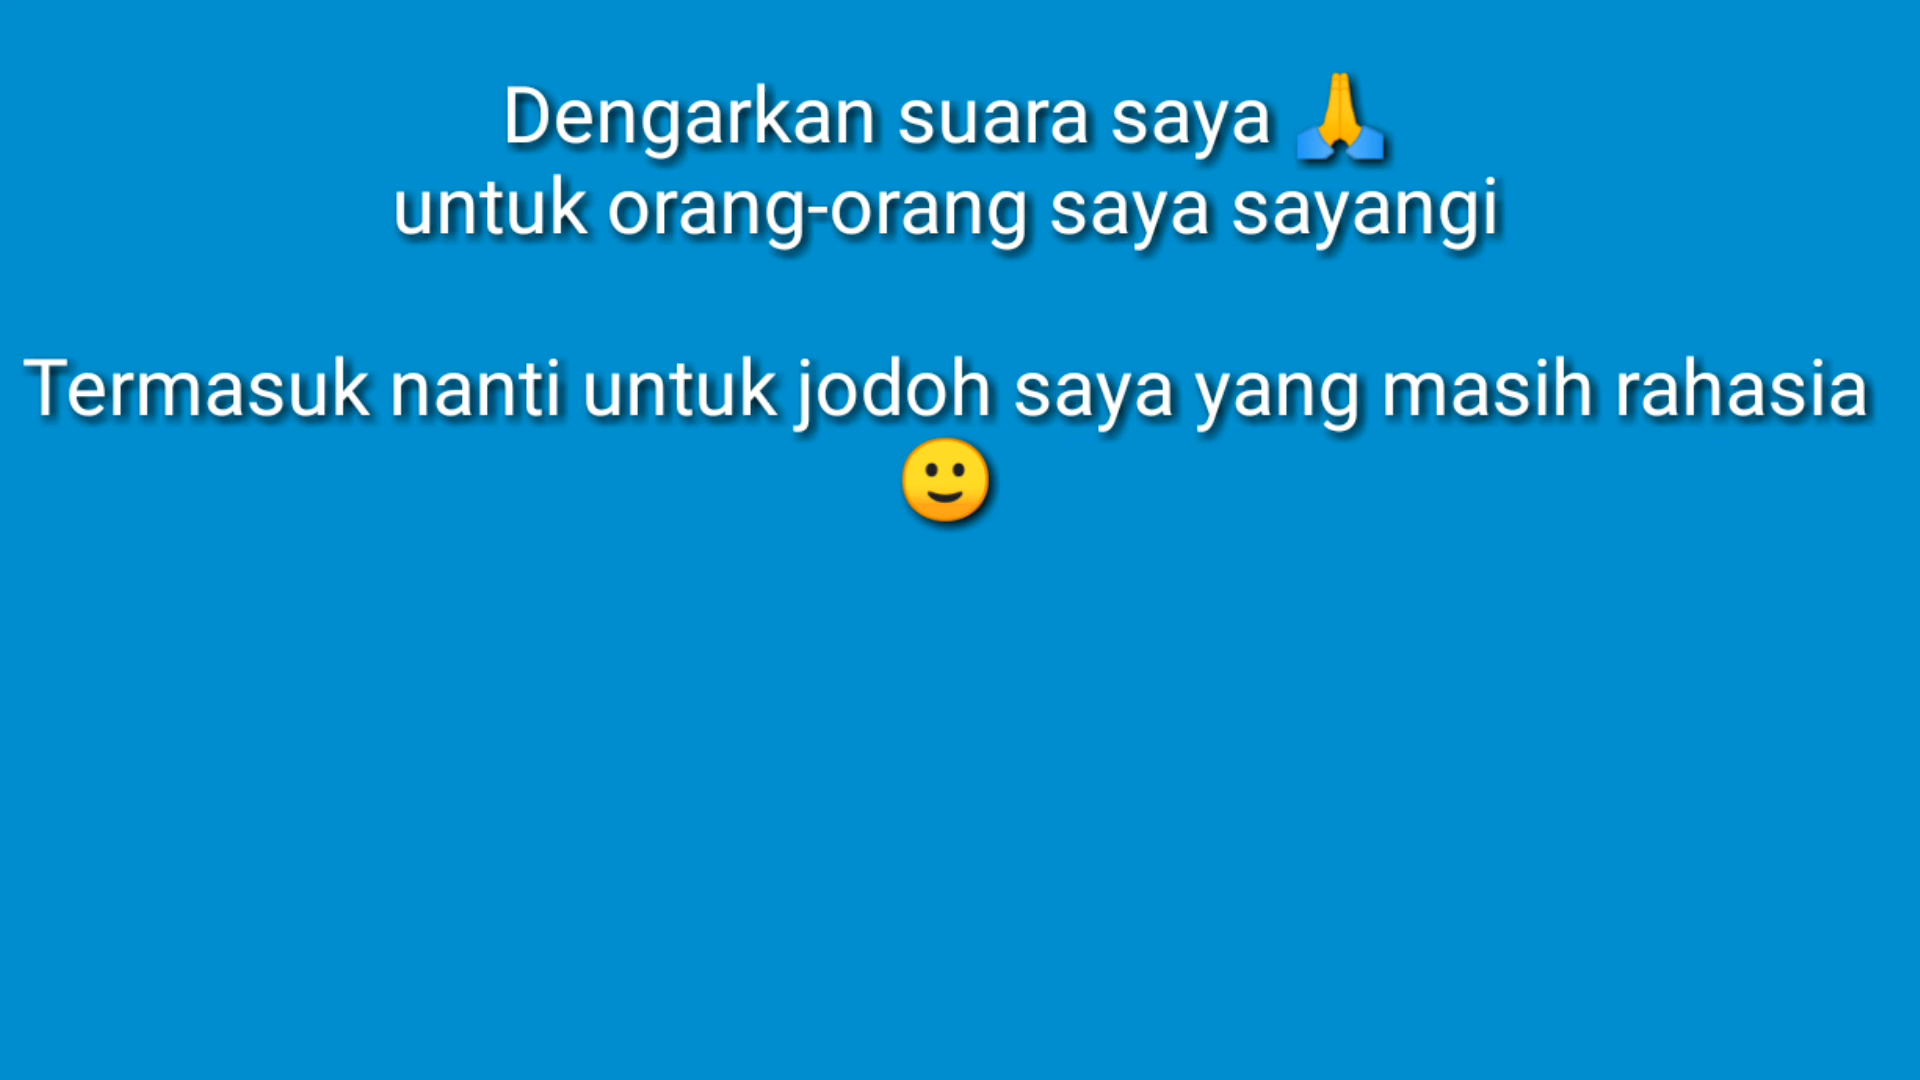 Dengarkan suara saya 🙏
untuk orang-orang saya sayangi
Termasuk nanti untuk jodoh saya yang masih rahasia
🙂